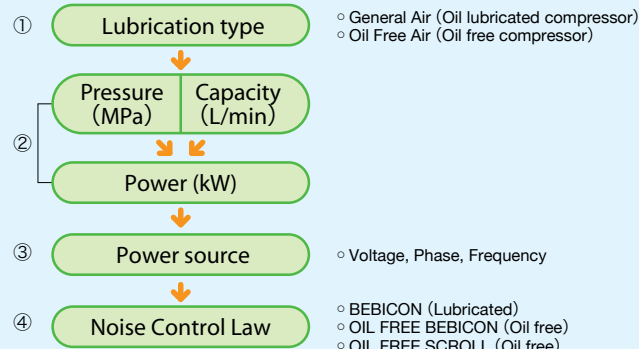 ① Lubrication type
○ General Air (Oil lubricated compressor)
○ Oil Free Air (Oil free compressor)
②
Pressure Capacity
(MPa) (L/min)
Power (kW)
③ Power source
○ Voltage, Phase, Frequency
④ Noise Control Law
○ BEBICON (Lubricated)
○ OIL FREE BEBICON (Oil free)
○ OIL FREE SCROLL (Oil free)